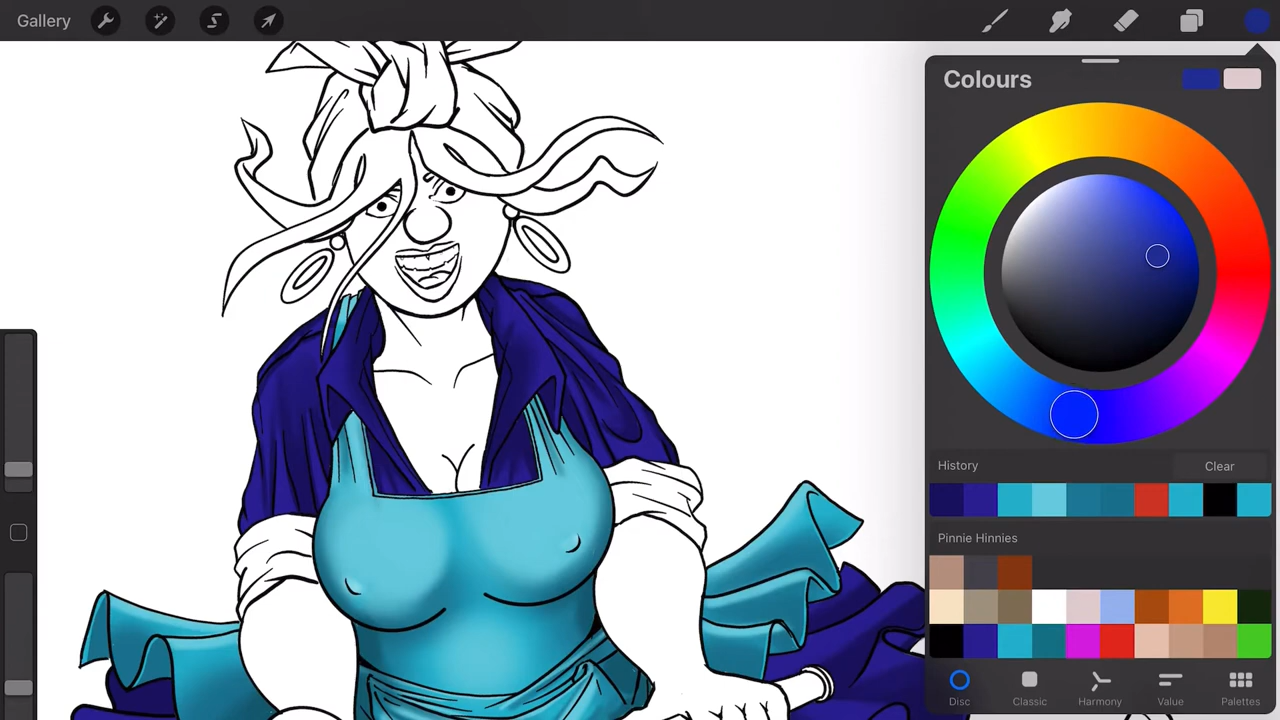 Gallery
Colours
History
Clear
Pinnie Hinnies
Disc
Classic
Harmony
Value
Palettes